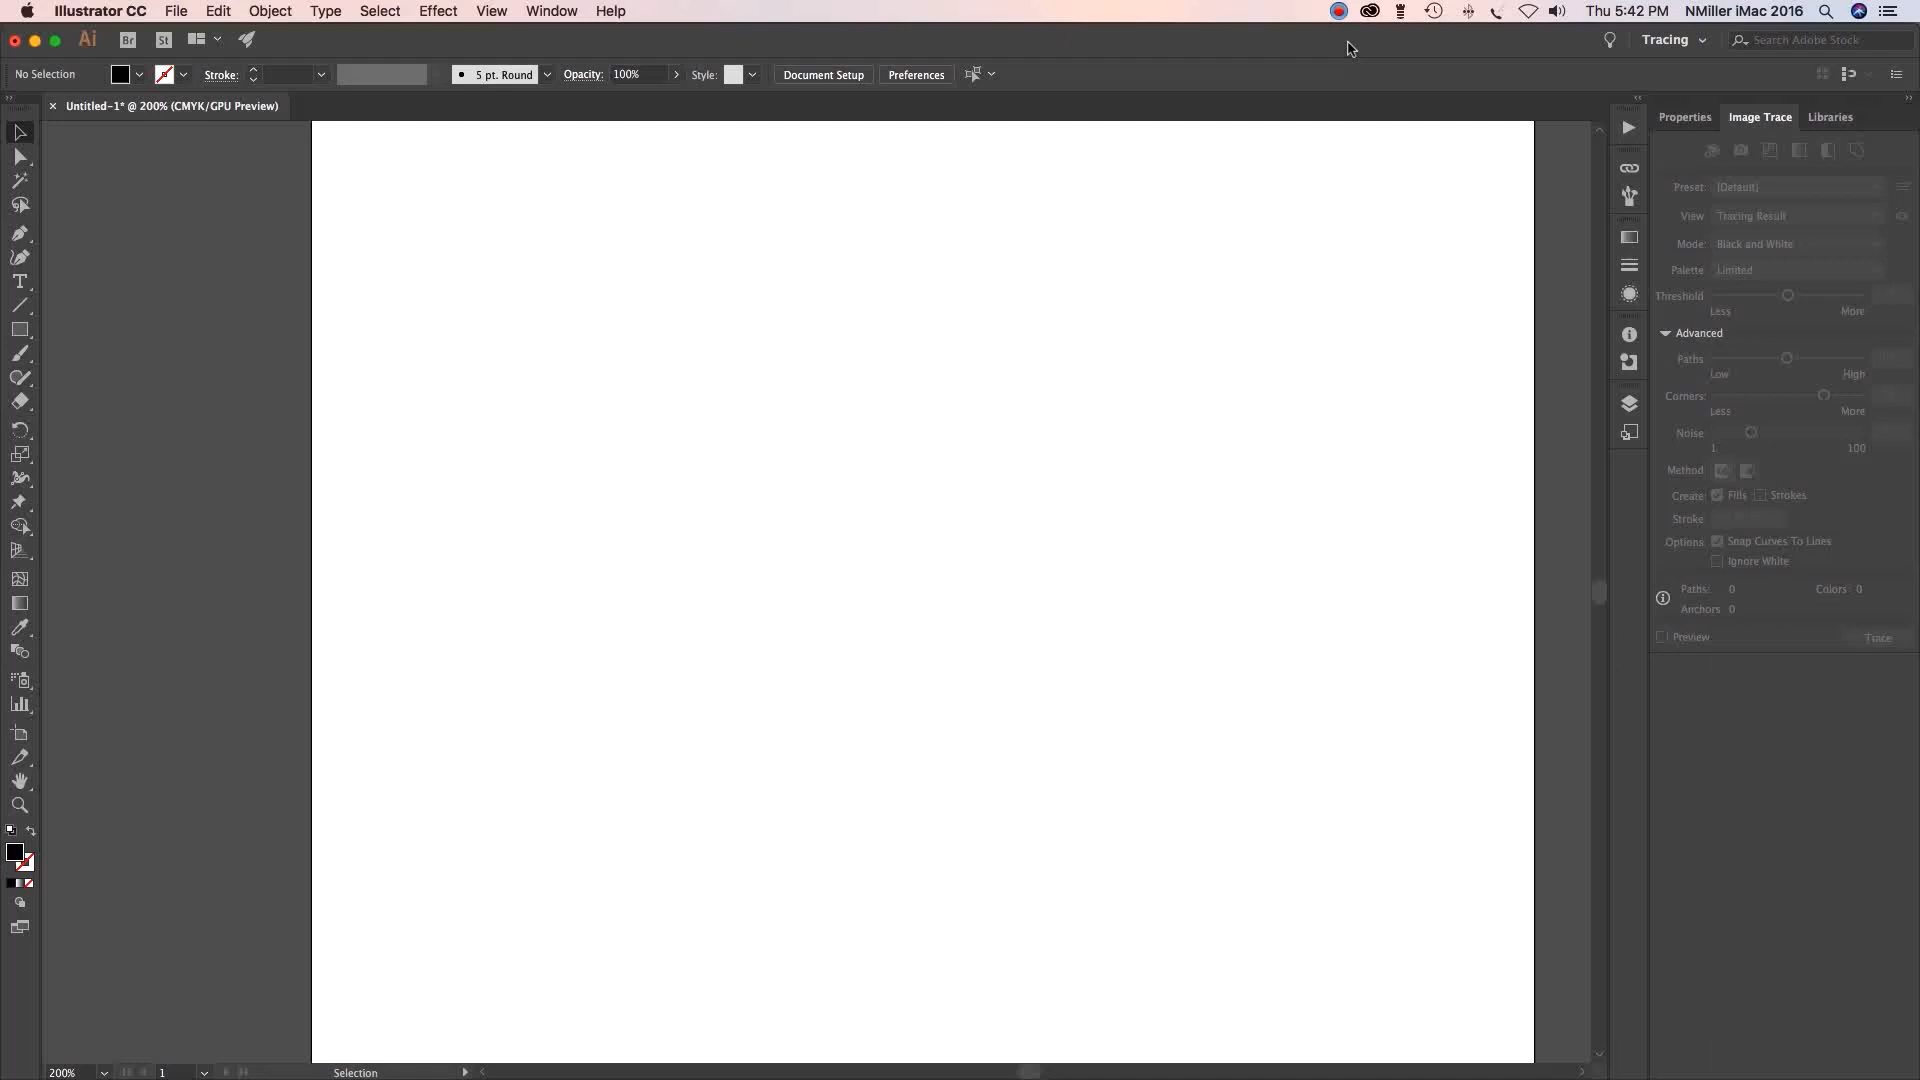 Illustrator CC File Edit Object Type Select Effect View Window Help Thu 5:42 PM NMiller iMac 2016
Ai Br St Tracing Search Adobe Stock
No Selection Stroke: 5 pt. Round Opacity: 100% Style: Document Setup Preferences
× Untitled-1* @ 200% (CMYK/GPU Preview)
Properties Image Trace Libraries
Preset: [Default]
View Tracing Result
Mode: Black and White
Palette Limited
Threshold
Less More
Advanced
Paths
Low High
Corners:
Less More
Noise
1 100
Method
Create: Fills Strokes
Stroke
Options: Snap Curves To Lines
Ignore White
Paths: 0 Colors 0
Anchors 0
Preview Trace
200% 1 Selection